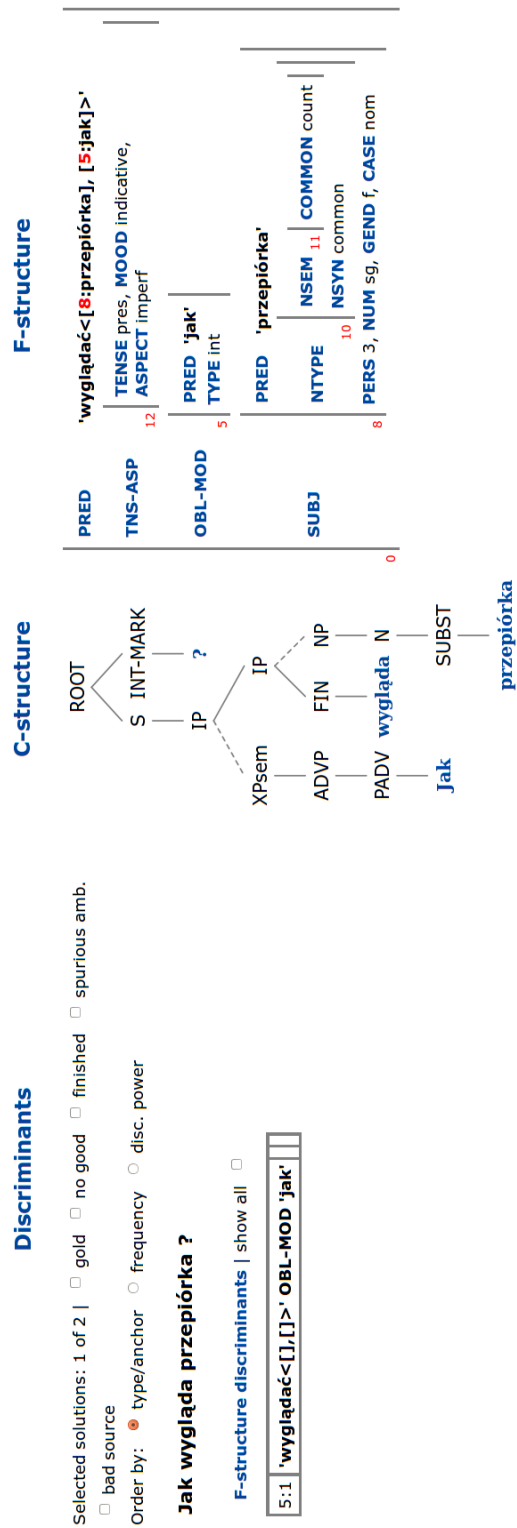 Discriminants
Selected solutions: 1 of 2 | gold no good finished spurious amb.
bad source
Order by: type/anchor frequency disc. power
Jak wygląda przepiórka ?
F-structure discriminants | show all
5:1 'wyglądać<[],[]>' OBL-MOD 'jak'
C-structure
ROOT
S INT-MARK
IP ?
XPsem IP
ADVP FIN NP
PADV wygląda N
Jak SUBST
przepiórka
F-structure
PRED 'wyglądać<[8:przepiórka], [5:jak]>'
TNS-ASP TENSE pres, MOOD indicative,
12 ASPECT imperf
OBL-MOD PRED 'jak'
5 TYPE int
PRED 'przepiórka'
SUBJ NTYPE NSEM 11 COMMON count
10 NSYN common
8 PERS 3, NUM sg, GEND f, CASE nom
0